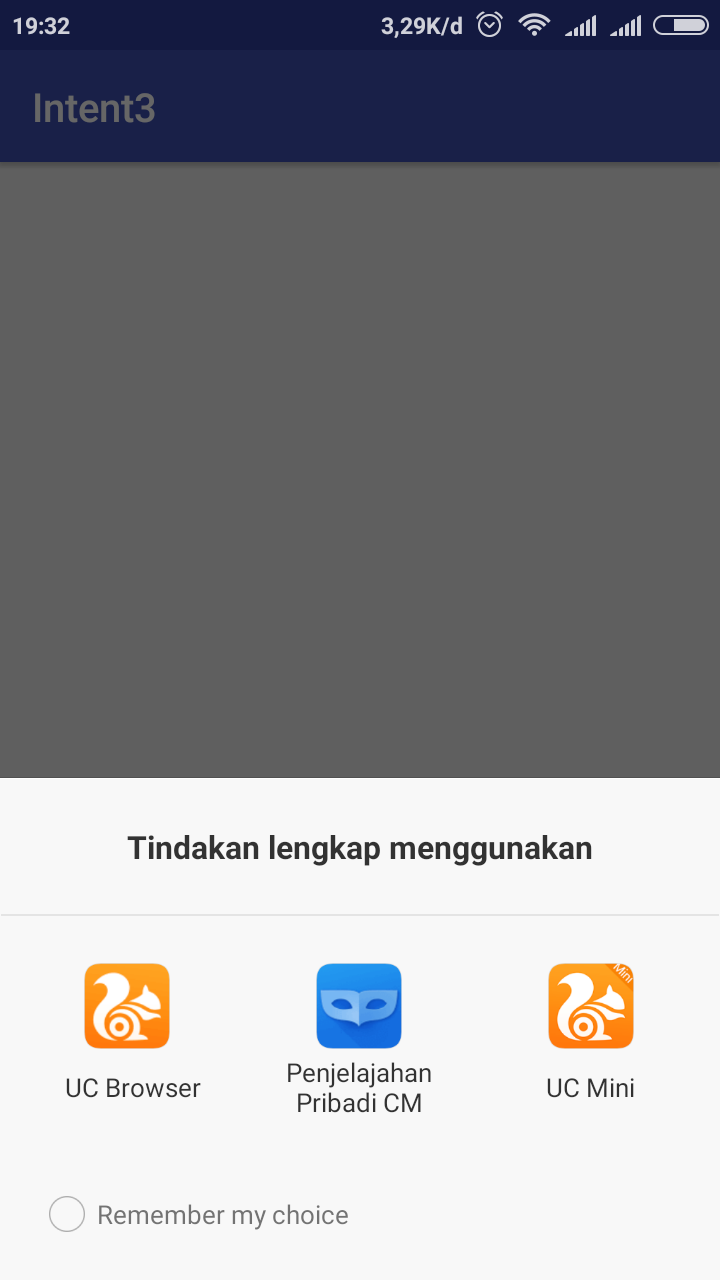 19:32 3,29K/d
Intent3
Tindakan lengkap menggunakan
Mini
UC Browser
Penjelajahan
Pribadi CM
UC Mini
Remember my choice